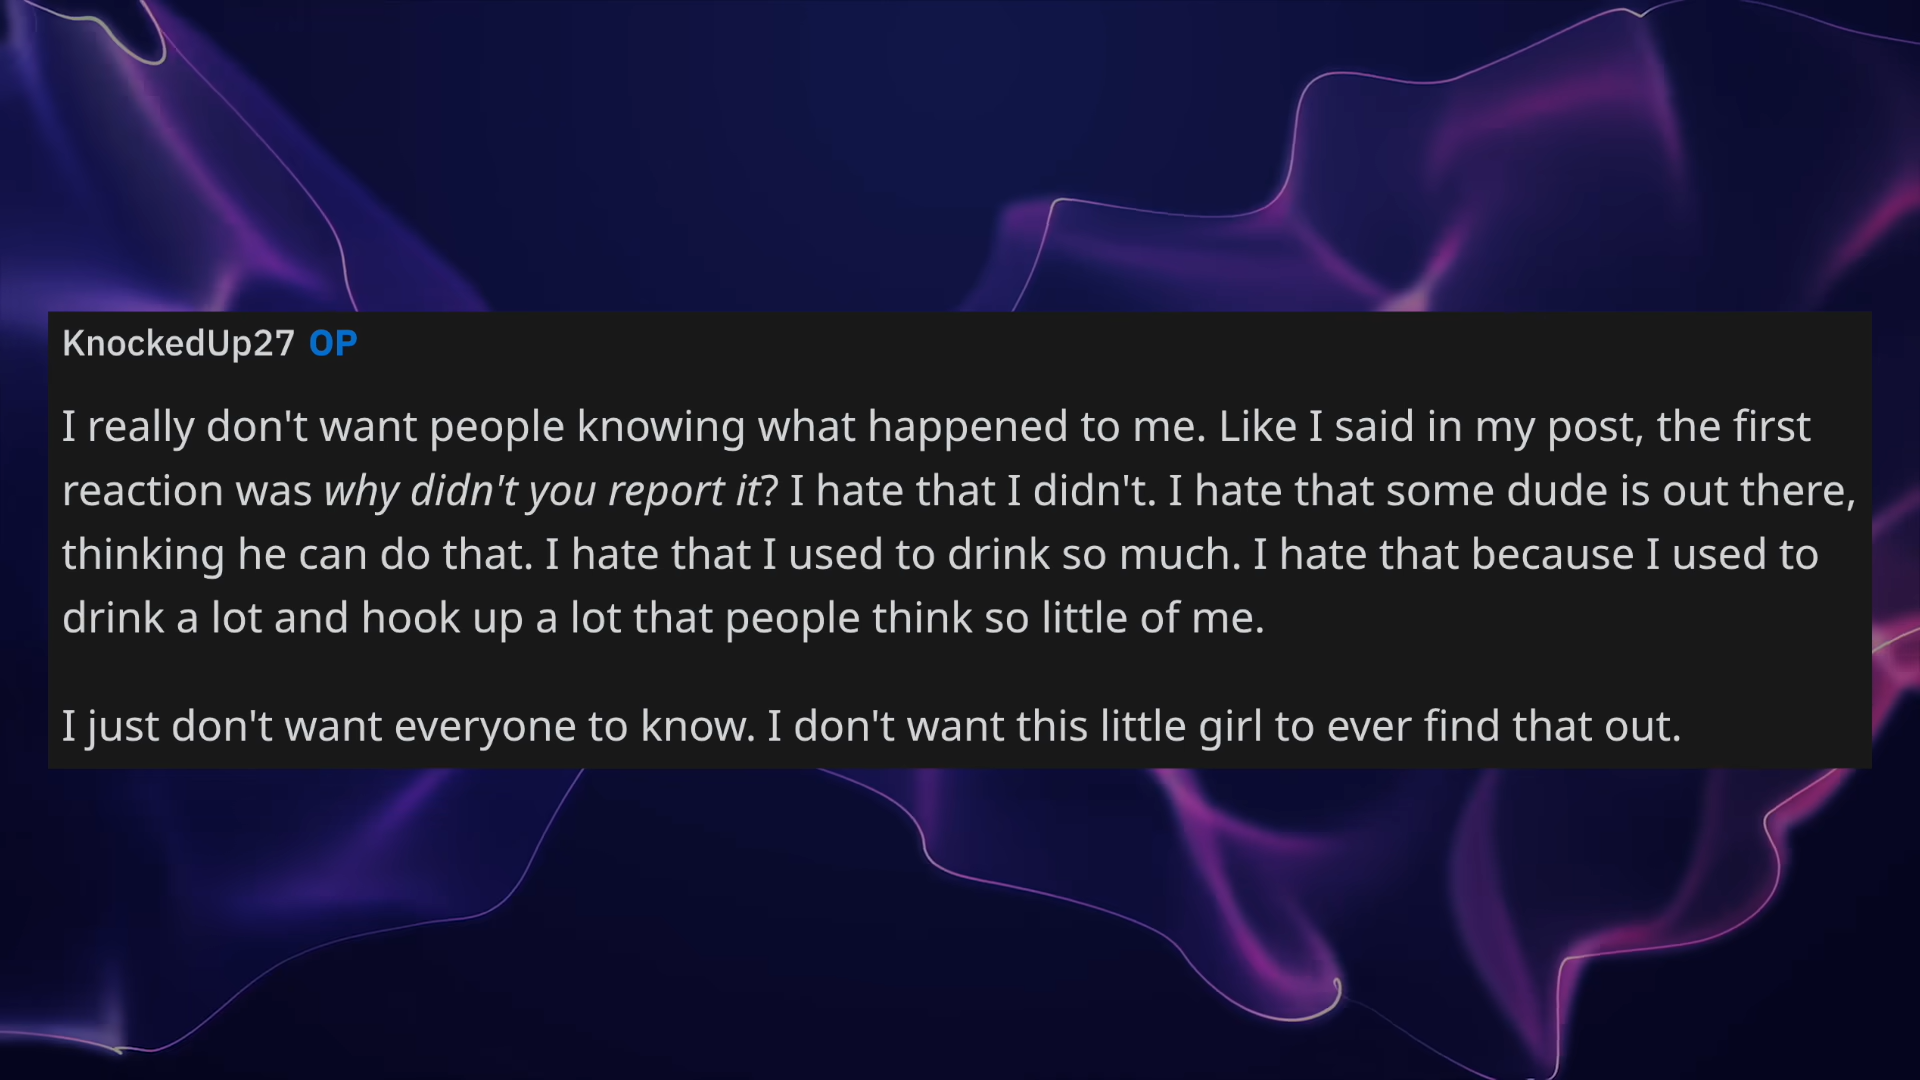 KnockedUp27 OP
I really don't want people knowing what happened to me. Like I said in my post, the first
reaction was why didn't you report it? I hate that I didn't. I hate that some dude is out there,
thinking he can do that. I hate that I used to drink so much. I hate that because I used to
drink a lot and hook up a lot that people think so little of me.
I just don't want everyone to know. I don't want this little girl to ever find that out.